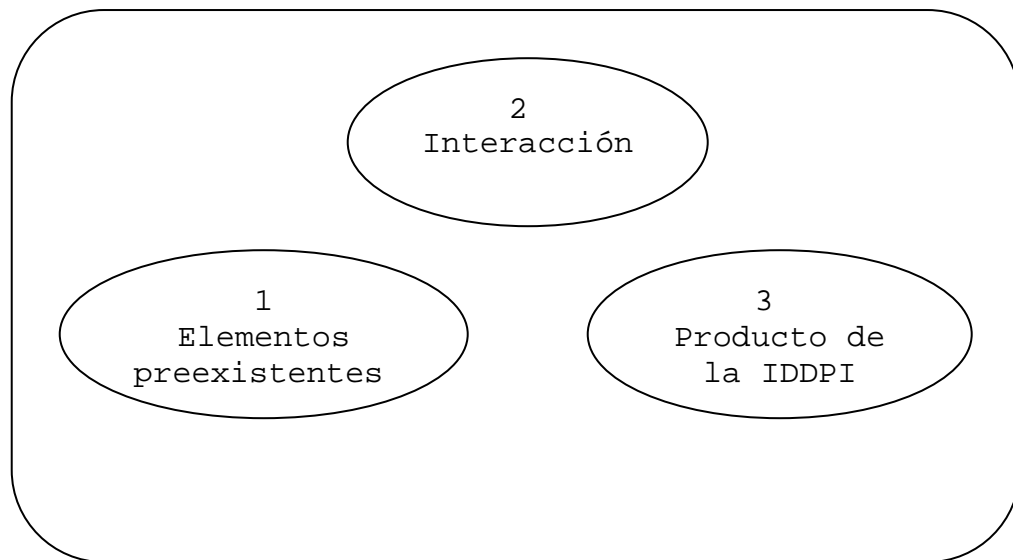 2
Interacción
1
Elementos
preexistentes
3
Producto de
la IDDPI